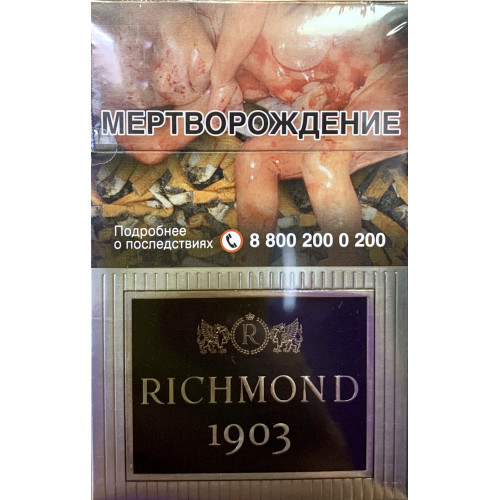 МЕРТВОРОЖДЕНИЕ
Подробнее
о последствиях 8 800 200 0 200
R
RICHMOND
1903